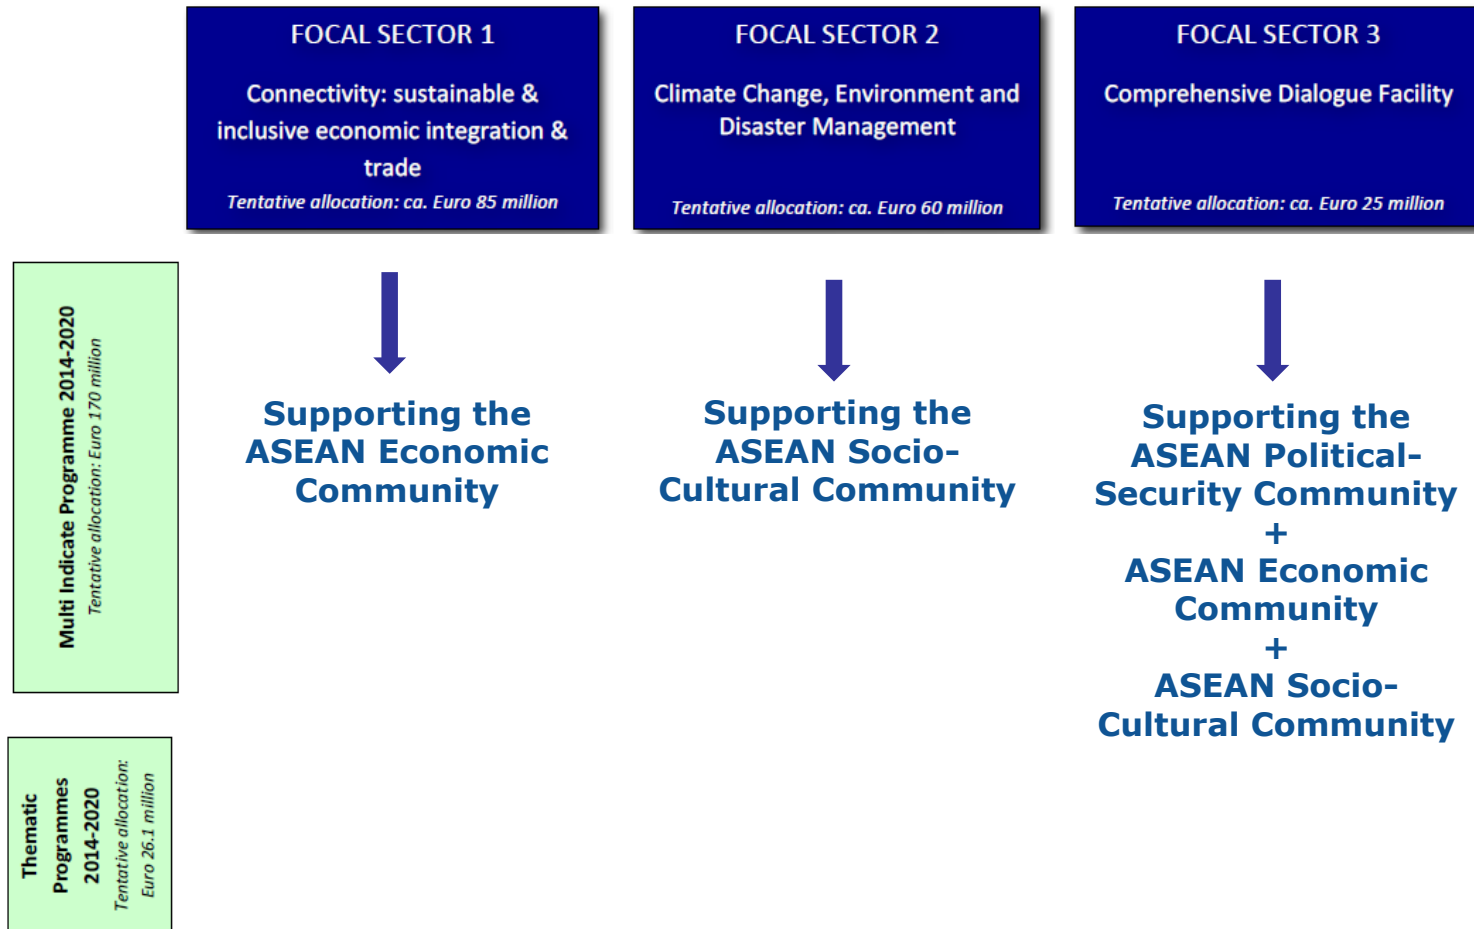 FOCAL SECTOR 1
Connectivity: sustainable &
inclusive economic integration &
trade
Tentative allocation: ca. Euro 85 million
FOCAL SECTOR 2
Climate Change, Environment and
Disaster Management
Tentative allocation: ca. Euro 60 million
FOCAL SECTOR 3
Comprehensive Dialogue Facility
Tentative allocation: ca. Euro 25 million
Multi Indicate Programme 2014-2020
Tentative allocation: Euro 170 million
Supporting the
ASEAN Economic
Community
Supporting the
ASEAN Socio-
Cultural Community
Supporting the
ASEAN Political-
Security Community
+
ASEAN Economic
Community
+
ASEAN Socio-
Cultural Community
Thematic
Programmes
2014-2020
Tentative allocation:
Euro 26.1 million